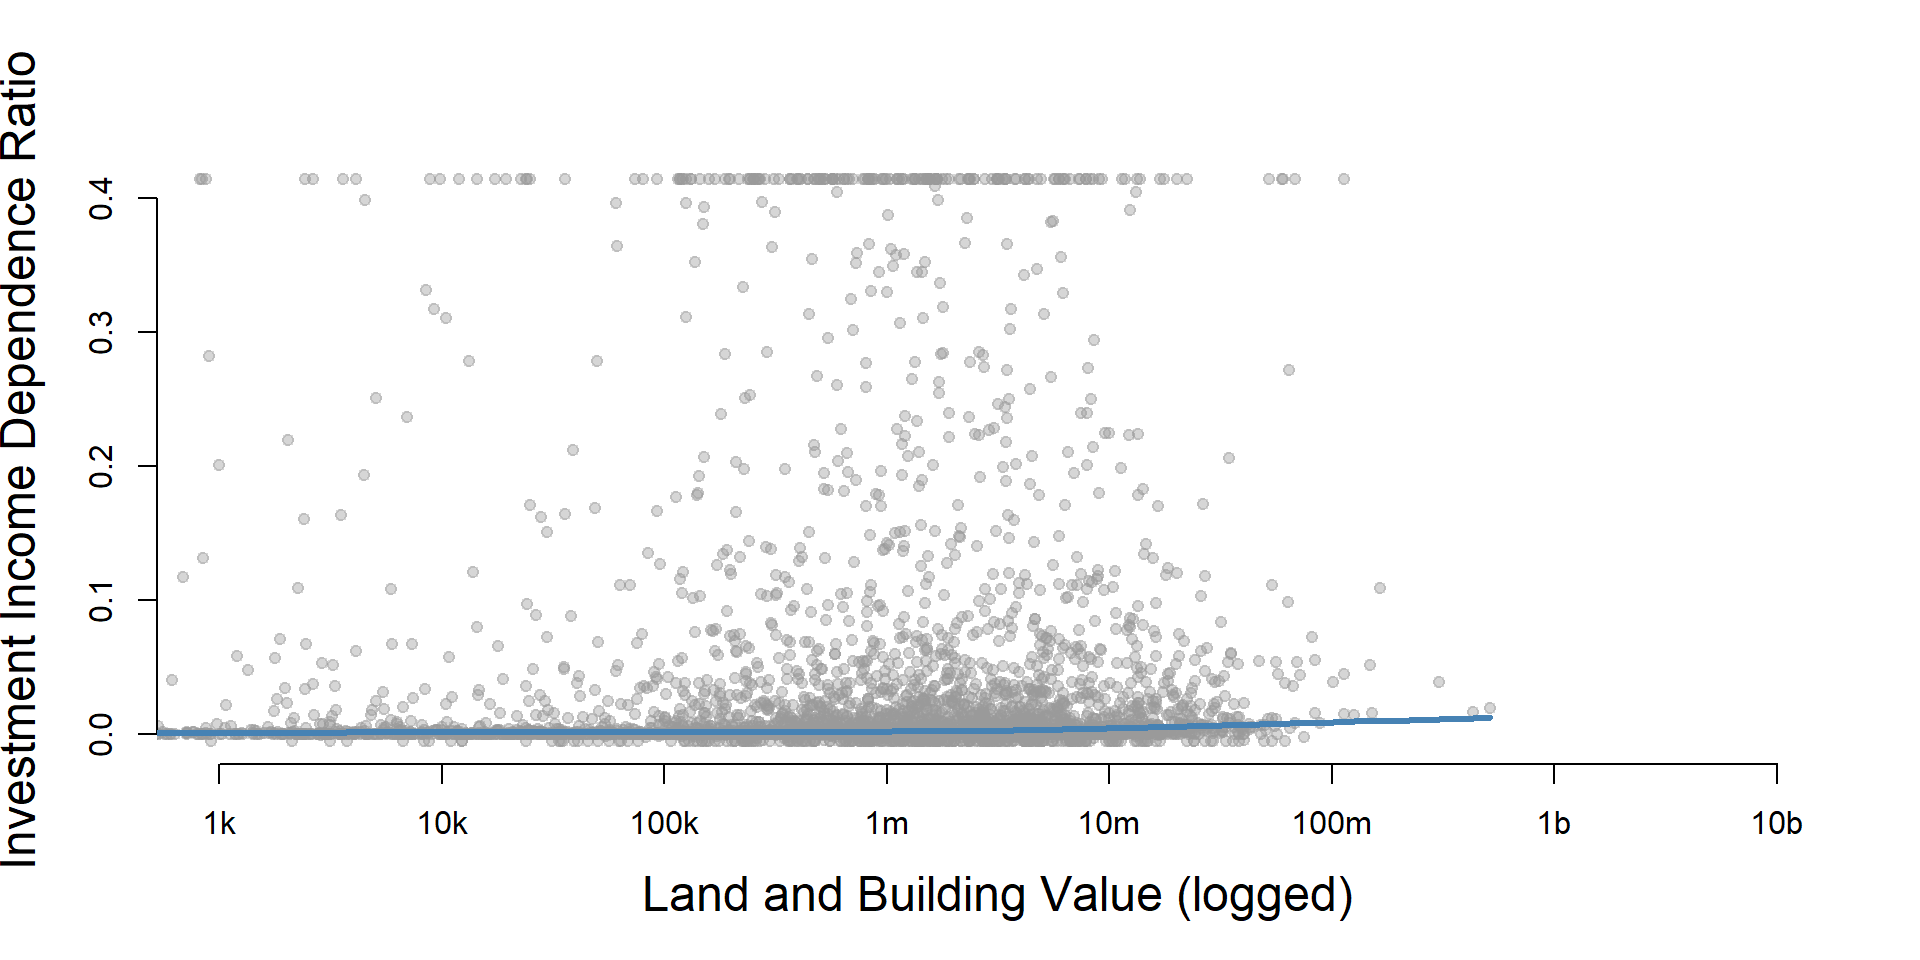 Investment Income Dependence Ratio
0.4
0.3
0.2
0.1
0.0
1k 10k 100k 1m 10m 100m 1b 10b
Land and Building Value (logged)